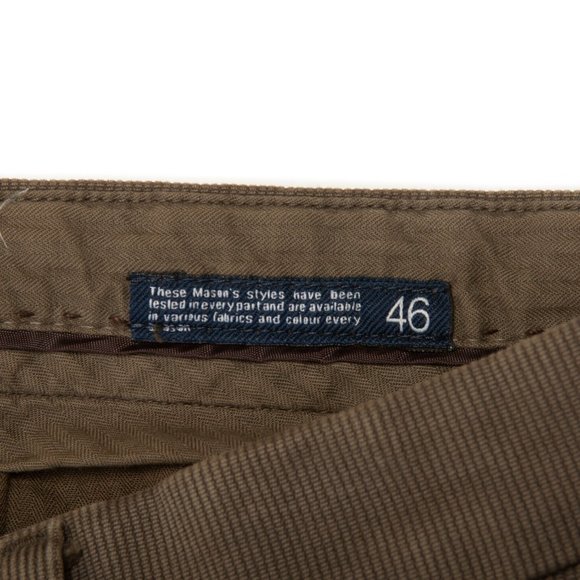 These Mason's styles have been
tested in every part and are available
in various fabrics and colour every
season
46